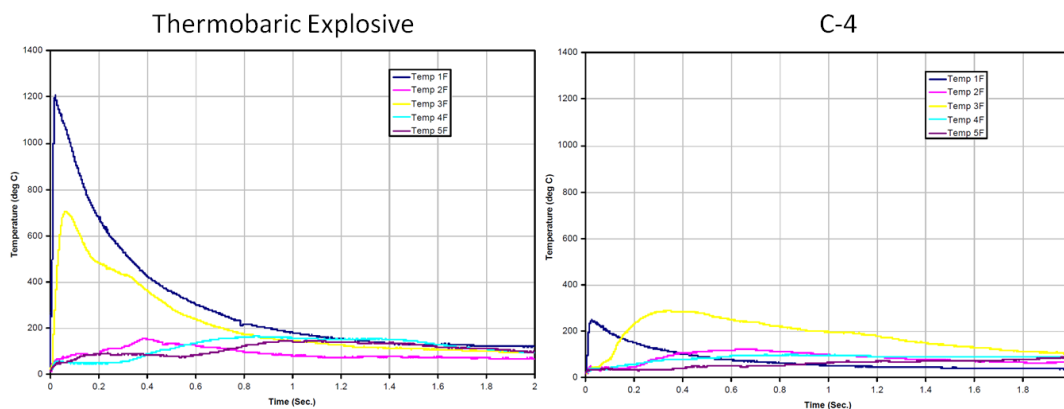 Thermobaric Explosive
1400
1200
1000
800
600
400
200
0
Temperature (deg C)
0
0.2
0.4
0.6
0.8
1
1.2
1.4
1.6
1.8
2
Time (Sec.)
Temp 1F
Temp 2F
Temp 3F
Temp 4F
Temp 5F
C-4
1400
1200
1000
800
600
400
200
0
Temperature (deg C)
0
0.2
0.4
0.6
0.8
1
1.2
1.4
1.6
1.8
Time (Sec.)
Temp 1F
Temp 2F
Temp 3F
Temp 4F
Temp 5F